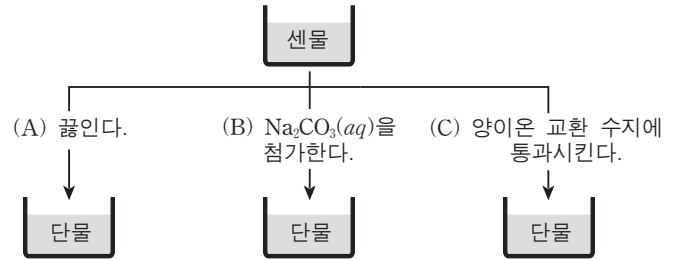 센물
(A) 끓인다.
(B) Na₂CO₃(aq)을
첨가한다.
(C) 양이온 교환 수지에
통과시킨다.
단물
단물
단물